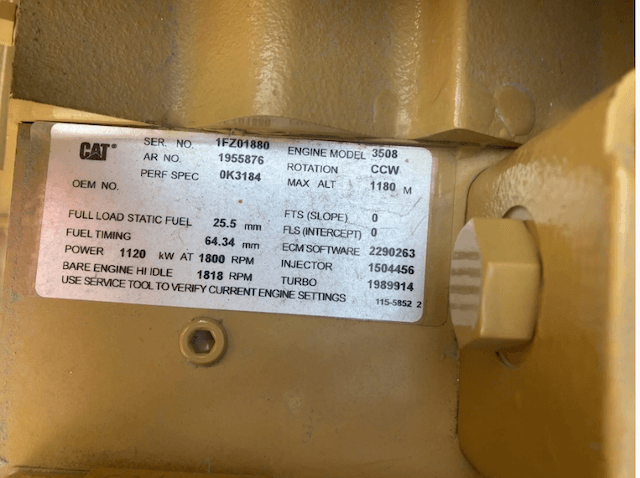 CAT®
SER. NO. 1FZ01880
AR NO. 1955876
PERF SPEC 0K3184
OEM NO.
ENGINE MODEL 3508
ROTATION CCW
MAX ALT 1180 M
FULL LOAD STATIC FUEL 25.5 mm
FUEL TIMING 64.34 mm
POWER 1120 kW AT 1800 RPM
BARE ENGINE HI IDLE 1818 RPM
FTS (SLOPE) 0
FLS (INTERCEPT) 0
ECM SOFTWARE 2290263
INJECTOR 1504456
TURBO 1989914
USE SERVICE TOOL TO VERIFY CURRENT ENGINE SETTINGS 115-5852 2